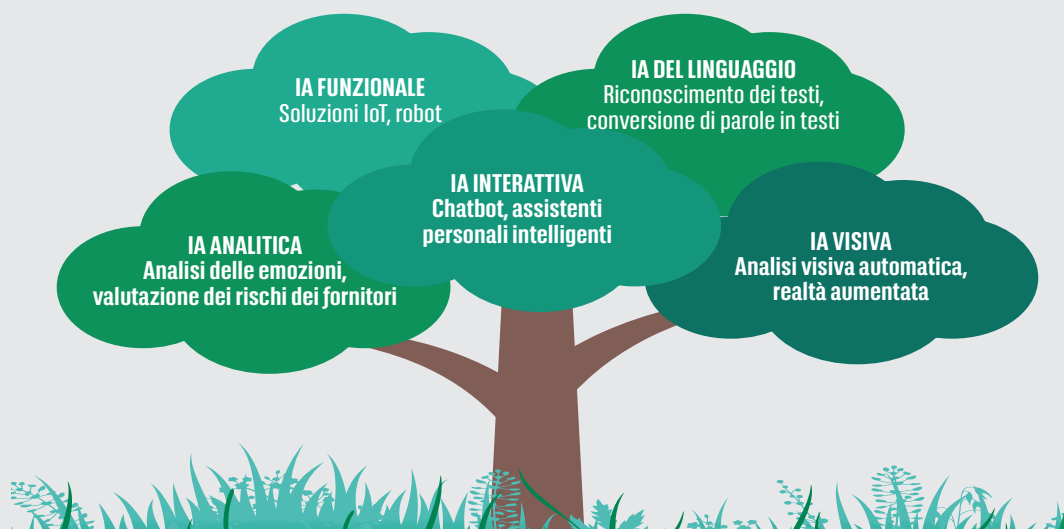 IA FUNZIONALE
Soluzioni IoT, robot
IA DEL LINGUAGGIO
Riconoscimento dei testi,
conversione di parole in testi
IA INTERATTIVA
Chatbot, assistenti
personali intelligenti
IA ANALITICA
Analisi delle emozioni,
valutazione dei rischi dei fornitori
IA VISIVA
Analisi visiva automatica,
realtà aumentata